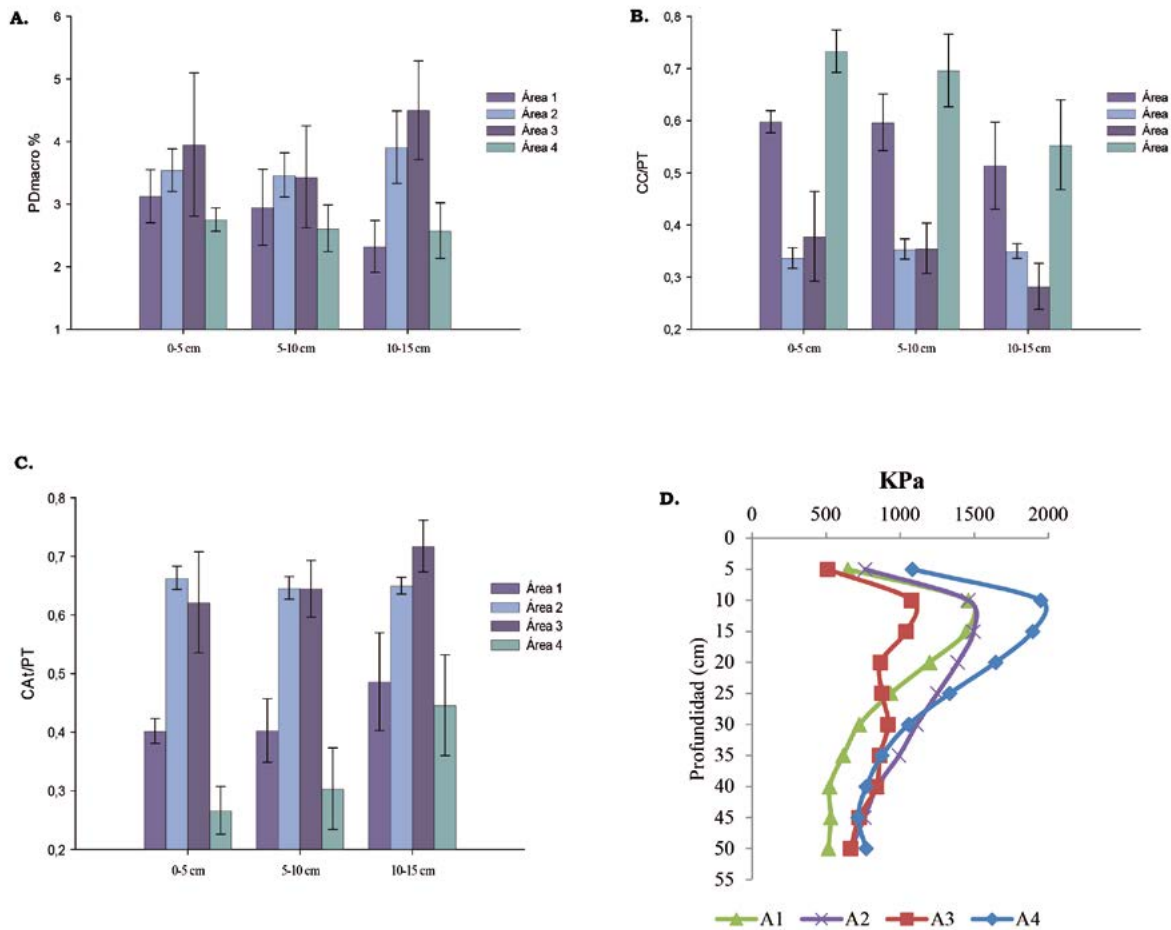 A.
6
5
4
3
2
1
PDmacro %
0-5 cm
5-10 cm
10-15 cm
Área 1
Área 2
Área 3
Área 4
B.
0,8
0,7
0,6
0,5
0,4
0,3
0,2
CC/PT
0-5 cm
5-10 cm
10-15 cm
Área
Área
Área
Área
C.
0,8
0,7
0,6
0,5
0,4
0,3
0,2
CAt/PT
0-5 cm
5-10 cm
10-15 cm
Área 1
Área 2
Área 3
Área 4
D.
KPa
0 500 1000 1500 2000
Profundidad (cm)
0
5
10
15
20
25
30
35
40
45
50
55
A1 A2 A3 A4